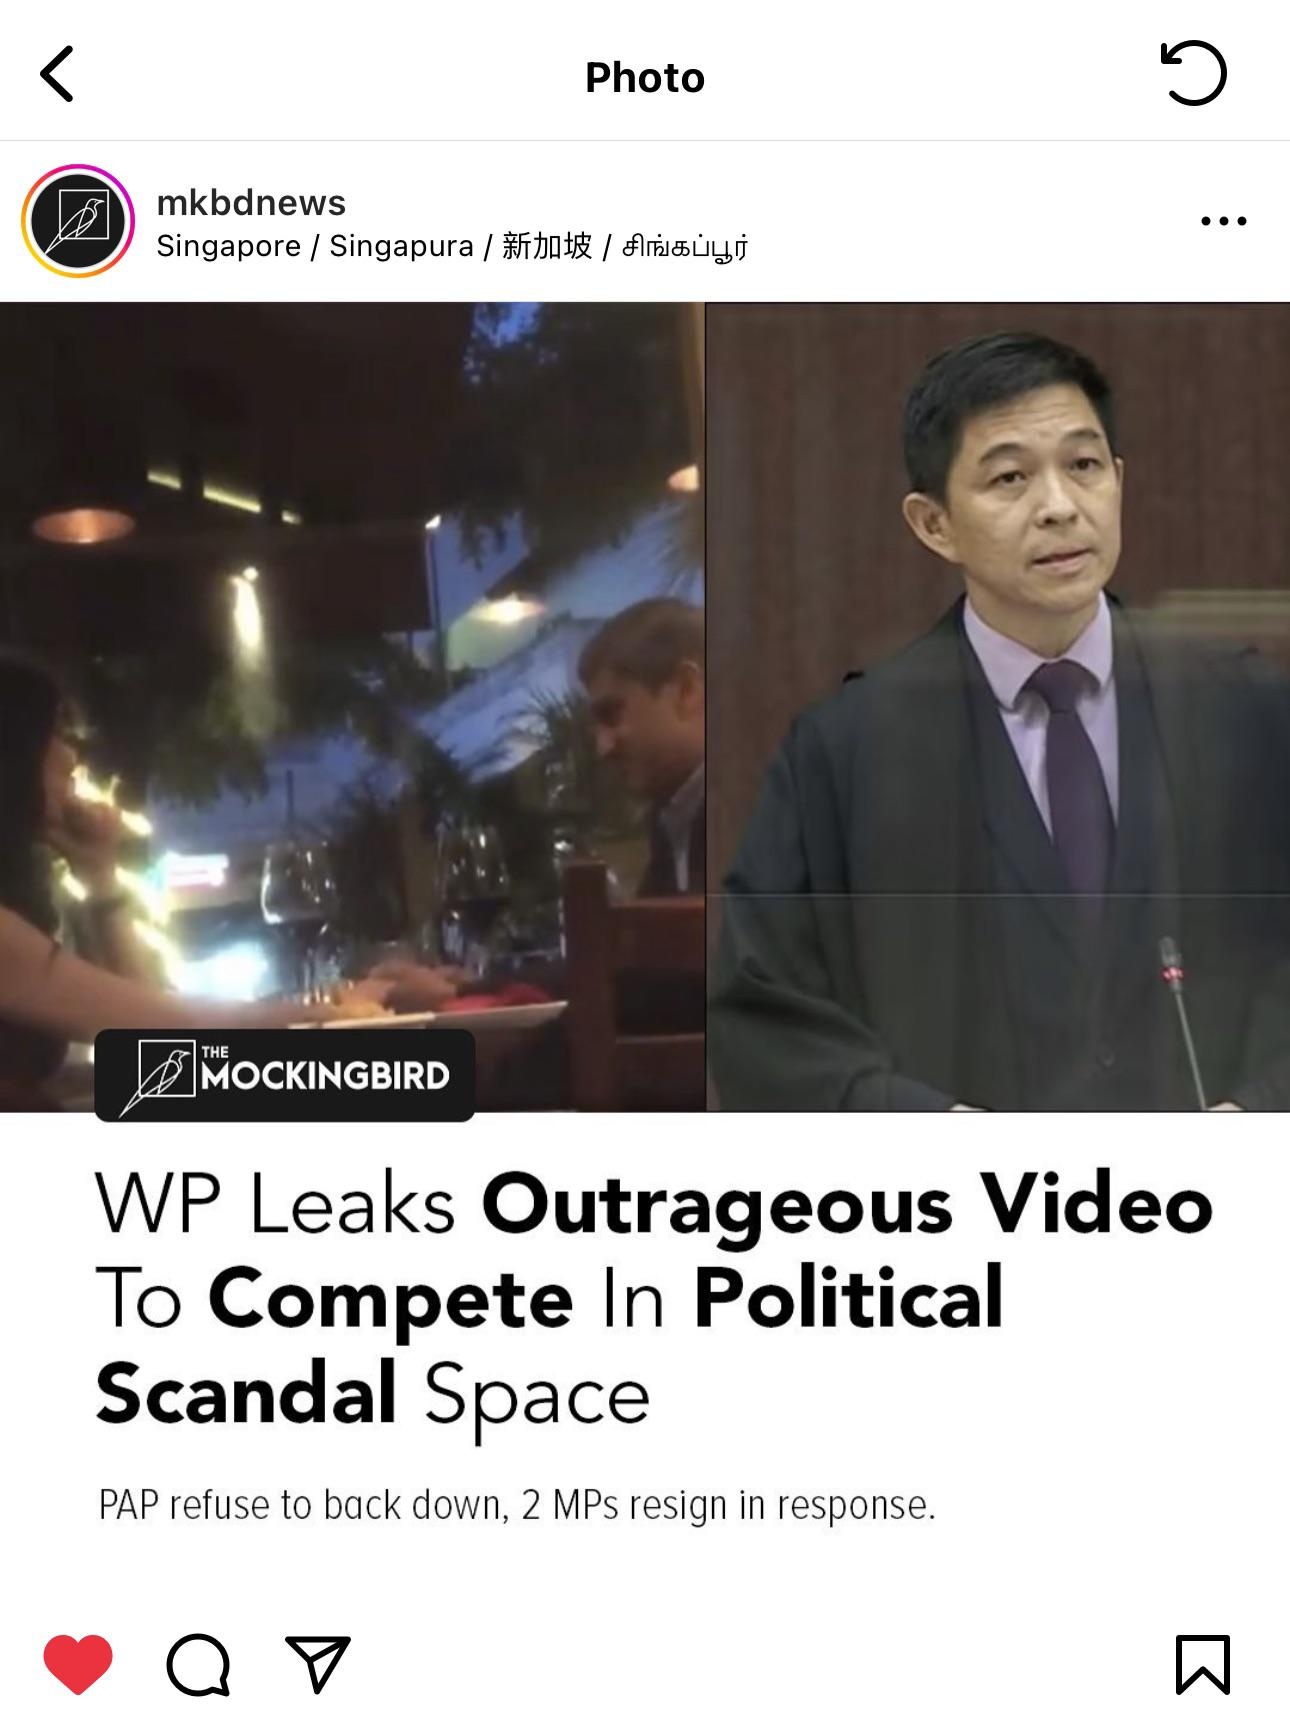 Photo
mkbdnews
Singapore / Singapura / 新加坡 / சிங்கப்பூர்
THE
MOCKINGBIRD
WP Leaks Outrageous Video
To Compete In Political
Scandal Space
PAP refuse to back down, 2 MPs resign in response.